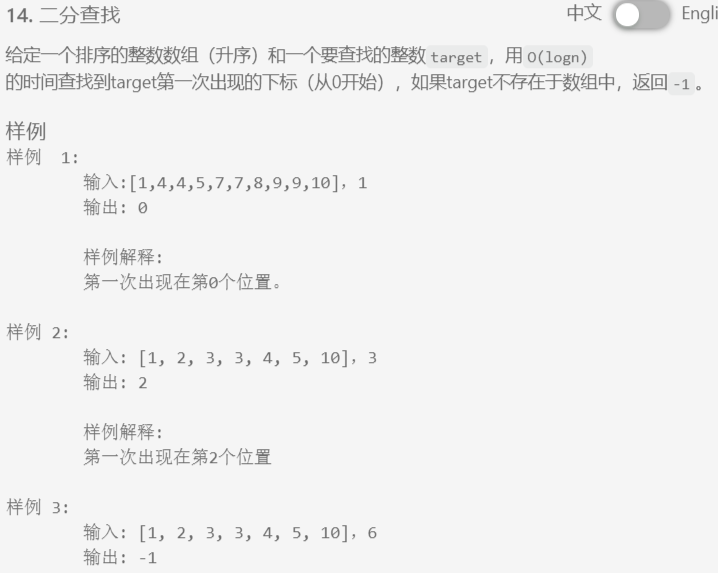 14. 二分查找
中文 Engli
给定一个排序的整数数组（升序）和一个要查找的整数 target ，用 O(logn)
的时间查找到target第一次出现的下标（从0开始），如果target不存在于数组中，返回 -1 。
样例
样例 1:
输入:[1,4,4,5,7,7,8,9,9,10]，1
输出: 0
样例解释:
第一次出现在第0个位置。
样例 2:
输入: [1, 2, 3, 3, 4, 5, 10]，3
输出: 2
样例解释:
第一次出现在第2个位置
样例 3:
输入: [1, 2, 3, 3, 4, 5, 10]，6
输出: -1